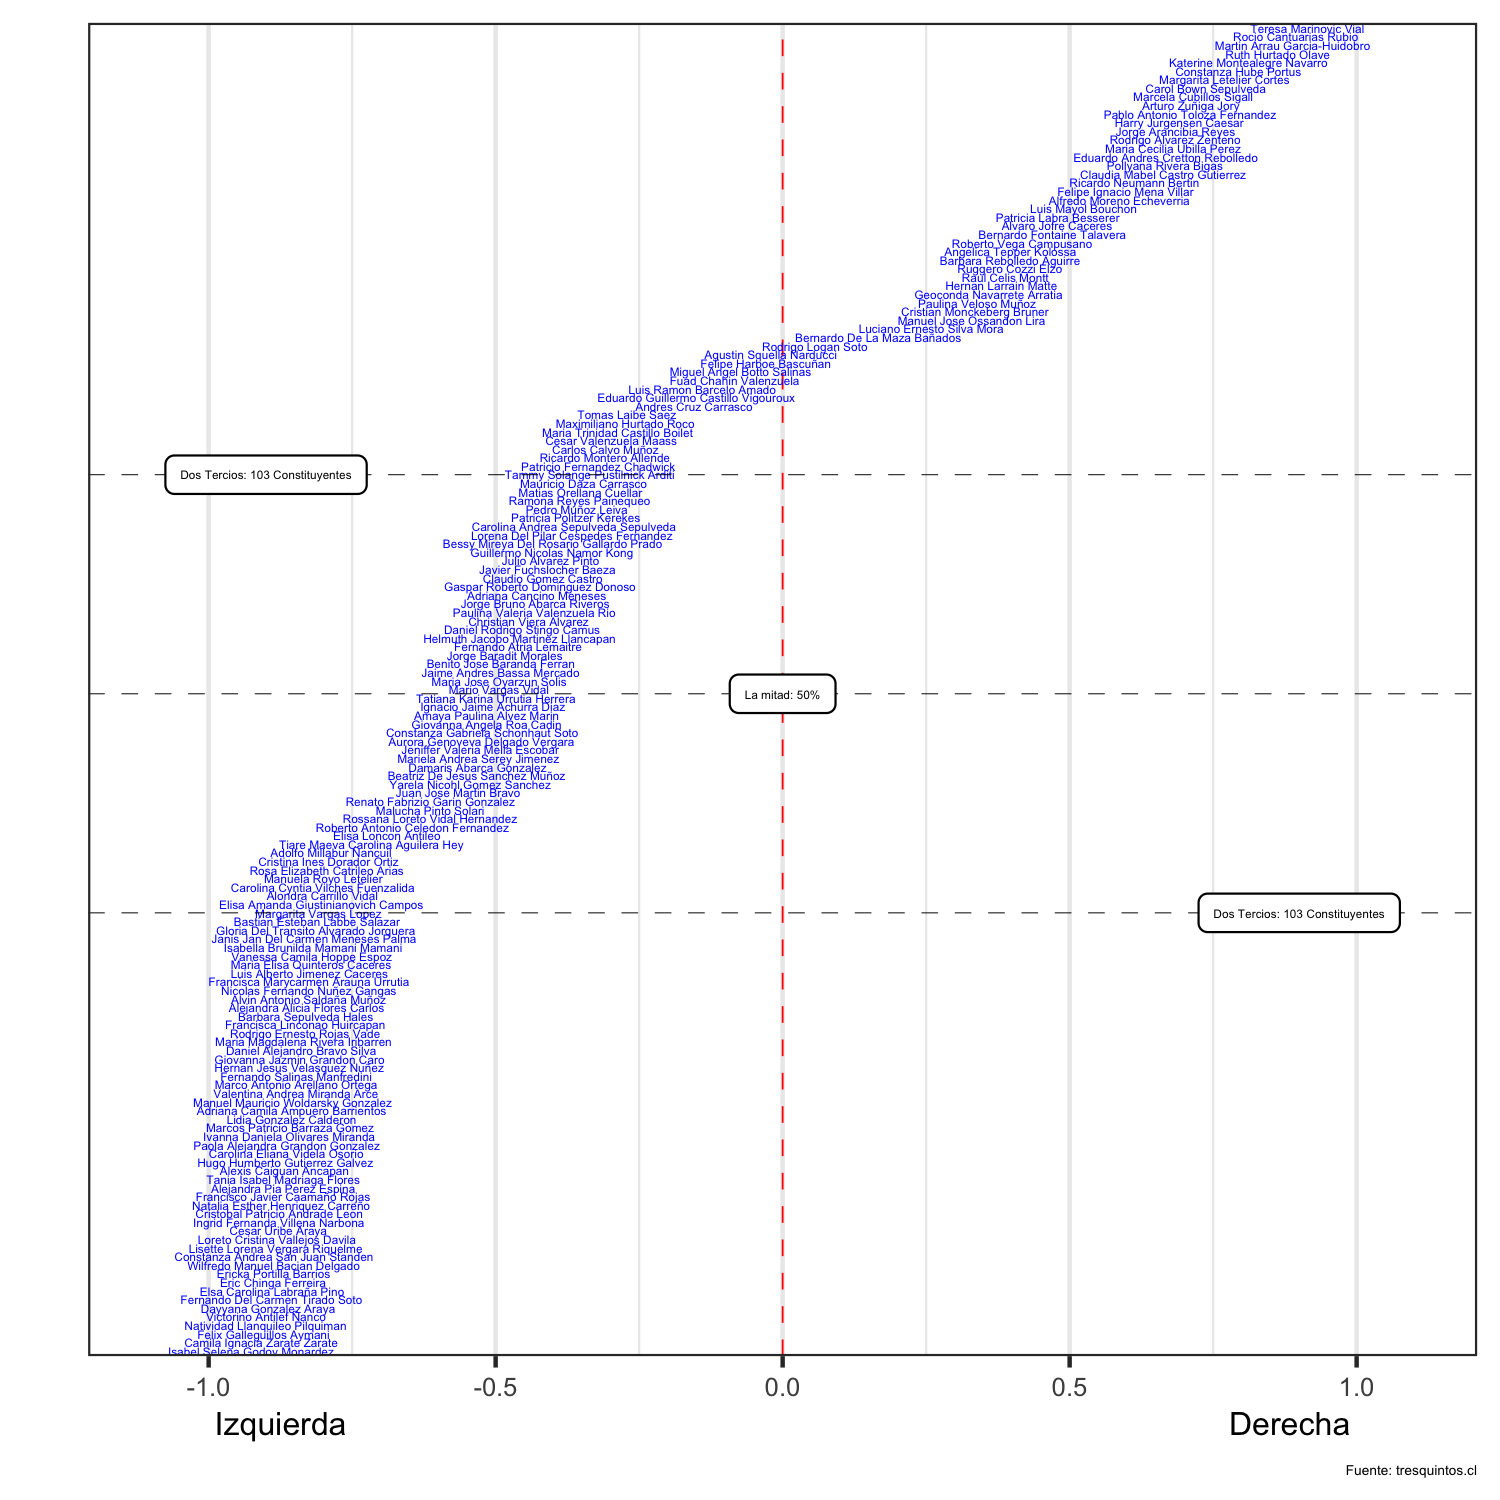 Teresa Marinovic Vial
Rocio Cantuarias Rubio
Martin Arrau Garcia-Huidobro
Ruth Hurtado Olave
Katerine Montealegre Navarro
Constanza Hube Portus
Margarita Letelier Cortes
Carol Bown Sepulveda
Marcela Cubillos Sigall
Arturo Zuñiga Jory
Pablo Antonio Toloza Fernandez
Harry Jurgensen Caesar
Jorge Arancibia Reyes
Rodrigo Alvarez Zenteno
Maria Cecilia Ubilla Perez
Eduardo Andres Cretton Rebolledo
Pollyana Rivera Bigas
Claudia Mabel Castro Gutierrez
Ricardo Neumann Bertin
Felipe Ignacio Mena Villar
Alfredo Moreno Echeverria
Luis Mayol Bouchon
Patricia Labra Besserer
Alvaro Jofre Caceres
Bernardo Fontaine Talavera
Roberto Vega Campusano
Angelica Tepper Kolossa
Barbara Rebolledo Aguirre
Ruggero Cozzi Elzo
Raul Celis Montt
Hernan Larrain Matte
Geoconda Navarrete Arratia
Paulina Veloso Muñoz
Cristian Monckeberg Bruner
Manuel Jose Ossandon Lira
Luciano Ernesto Silva Mora
Bernardo De La Maza Bañados
Rodrigo Logan Soto
Agustin Squella Narducci
Felipe Harboe Bascuñan
Miguel Angel Botto Salinas
Fuad Chahin Valenzuela
Luis Ramon Barcelo Amado
Eduardo Guillermo Castillo Vigouroux
Andres Cruz Carrasco
Tomas Laibe Saez
Maximiliano Hurtado Roco
Maria Trinidad Castillo Boilet
Cesar Valenzuela Maass
Carlos Calvo Muñoz
Ricardo Montero Allende
Patricio Fernandez Chadwick
Dos Tercios: 103 Constituyentes
Tammy Solange Pustilnick Arditi
Mauricio Daza Carrasco
Matias Orellana Cuellar
Ramona Reyes Painequeo
Pedro Muñoz Leiva
Patricia Politzer Kerekes
Carolina Andrea Sepulveda Sepulveda
Lorena Del Pilar Cespedes Fernandez
Bessy Mireya Del Rosario Gallardo Prado
Guillermo Nicolas Namor Kong
Julio Alvarez Pinto
Javier Fuchslocher Baeza
Claudio Gomez Castro
Gaspar Roberto Dominguez Donoso
Adriana Cancino Meneses
Jorge Bruno Abarca Riveros
Paulina Valeria Valenzuela Rio
Christian Viera Alvarez
Daniel Rodrigo Stingo Camus
Helmuth Jacobo Martinez Llancapan
Fernando Atria Lemaitre
Jorge Baradit Morales
Benito Jose Baranda Ferran
Jaime Andres Bassa Mercado
Maria Jose Oyarzun Solis
Mario Vargas Vidal
La mitad: 50%
Tatiana Karina Urrutia Herrera
Ignacio Jaime Achurra Diaz
Amaya Paulina Alvez Marin
Giovanna Angela Roa Cadin
Constanza Gabriela Schonhaut Soto
Aurora Genoveva Delgado Vergara
Jeniffer Valeria Mella Escobar
Mariela Andrea Serey Jimenez
Damaris Abarca Gonzalez
Beatriz De Jesus Sanchez Muñoz
Yarela Nicohl Gomez Sanchez
Juan Jose Martin Bravo
Renato Fabrizio Garin Gonzalez
Malucha Pinto Solari
Rossana Loreto Vidal Hernandez
Roberto Antonio Celedon Fernandez
Elisa Loncon Antileo
Tiare Maeva Carolina Aguilera Hey
Adolfo Millabur Ñancuil
Cristina Ines Dorador Ortiz
Rosa Elizabeth Catrileo Arias
Manuela Royo Letelier
Carolina Cyntia Vilches Fuenzalida
Alondra Carrillo Vidal
Elisa Amanda Giustinianovich Campos
Margarita Vargas Lopez
Dos Tercios: 103 Constituyentes
Bastian Esteban Labbe Salazar
Gloria Del Transito Alvarado Jorquera
Janis Jan Del Carmen Meneses Palma
Isabella Brunilda Mamani Mamani
Vanessa Camila Hoppe Espoz
Maria Elisa Quinteros Caceres
Luis Alberto Jimenez Caceres
Francisca Marycarmen Arauna Urrutia
Nicolas Fernando Nuñez Gangas
Alvin Antonio Saldaña Muñoz
Alejandra Alicia Flores Carlos
Barbara Sepulveda Hales
Francisca Linconao Huircapan
Rodrigo Ernesto Rojas Vade
Maria Magdalena Rivera Iribarren
Daniel Alejandro Bravo Silva
Giovanna Jazmin Grandon Caro
Hernan Jesus Velasquez Nuñez
Fernando Salinas Manfredini
Marco Antonio Arellano Ortega
Valentina Andrea Miranda Arce
Manuel Mauricio Woldarsky Gonzalez
Adriana Camila Ampuero Barrientos
Lidia Gonzalez Calderon
Marcos Patricio Barraza Gomez
Ivanna Daniela Olivares Miranda
Paola Alejandra Grandon Gonzalez
Carolina Eliana Videla Osorio
Hugo Humberto Gutierrez Galvez
Alexis Caiguan Ancapan
Tania Isabel Madriaga Flores
Alejandra Pia Perez Espina
Francisco Javier Caamaño Rojas
Natalia Esther Henriquez Carreño
Cristobal Patricio Andrade Leon
Ingrid Fernanda Villena Narbona
Cesar Uribe Araya
Loreto Cristina Vallejos Davila
Lisette Lorena Vergara Riquelme
Constanza Andrea San Juan Standen
Wilfredo Manuel Bacian Delgado
Ericka Portilla Barrios
Eric Chinga Ferreira
Elsa Carolina Labraña Pino
Fernando Del Carmen Tirado Soto
Dayyana Gonzalez Araya
Victorino Antilef Ñanco
Natividad Llanquileo Pilquiman
Felix Galleguillos Aymani
Camila Ignacia Zarate Zarate
Isabel Selena Godoy Monardez
-1.0 -0.5 0.0 0.5 1.0
Izquierda Derecha
Fuente: tresquintos.cl